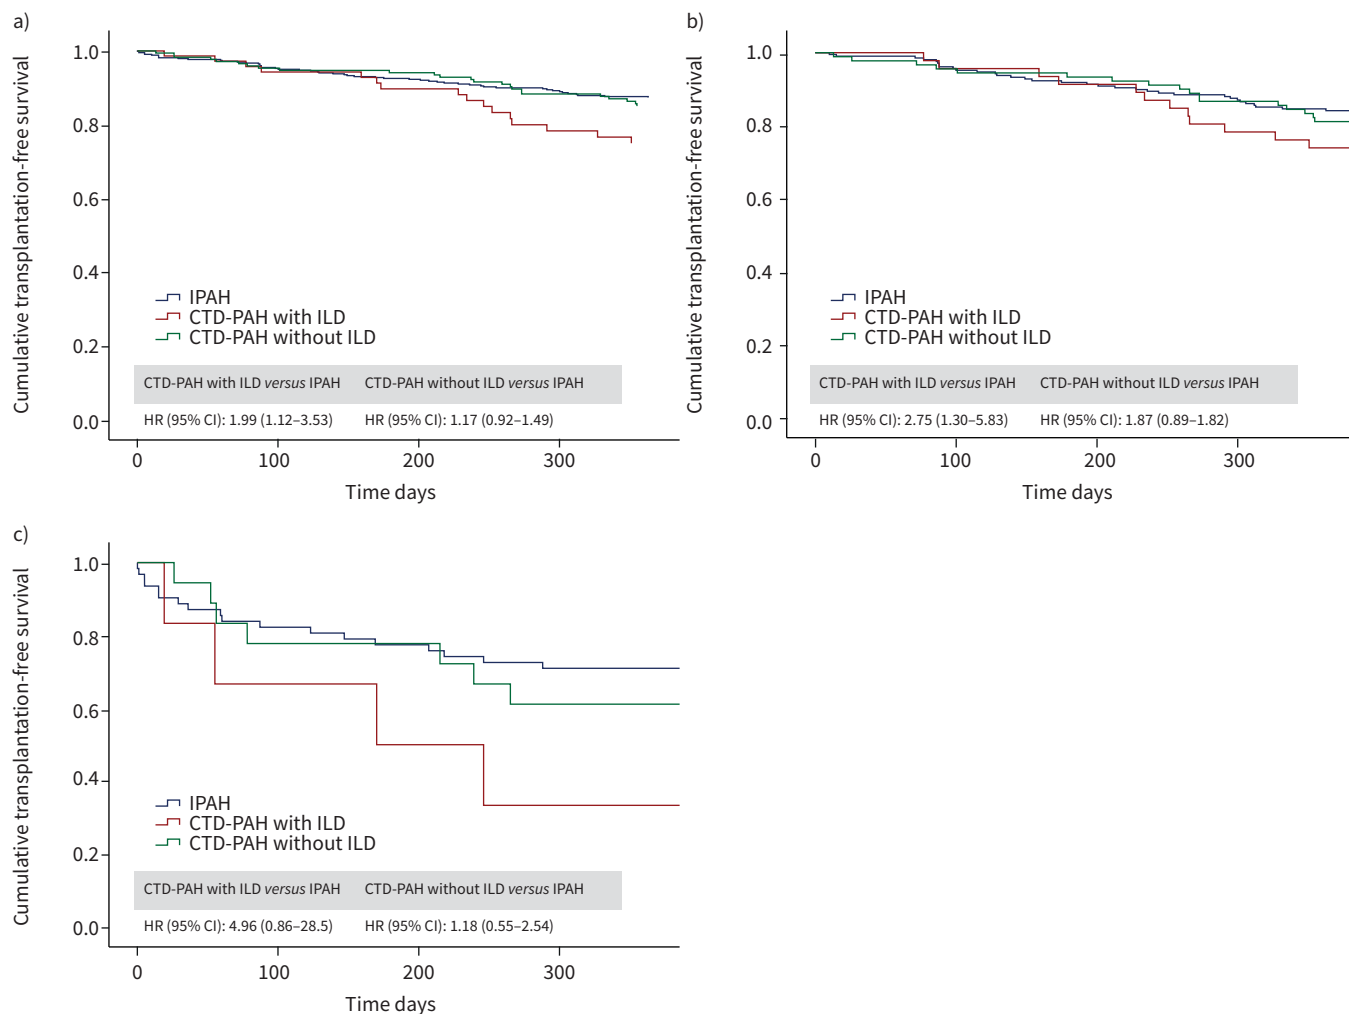 a)
Cumulative transplantation-free survival
1.0
0.8
0.6
0.4
0.2
0.0
IPAH
CTD-PAH with ILD
CTD-PAH without ILD
CTD-PAH with ILD versus IPAH CTD-PAH without ILD versus IPAH
HR (95% CI): 1.99 (1.12–3.53) HR (95% CI): 1.17 (0.92–1.49)
0 100 200 300
Time days
b)
Cumulative transplantation-free survival
1.0
0.8
0.6
0.4
0.2
0.0
IPAH
CTD-PAH with ILD
CTD-PAH without ILD
CTD-PAH with ILD versus IPAH CTD-PAH without ILD versus IPAH
HR (95% CI): 2.75 (1.30–5.83) HR (95% CI): 1.87 (0.89–1.82)
0 100 200 300
Time days
c)
Cumulative transplantation-free survival
1.0
0.8
0.6
0.4
0.2
0.0
IPAH
CTD-PAH with ILD
CTD-PAH without ILD
CTD-PAH with ILD versus IPAH CTD-PAH without ILD versus IPAH
HR (95% CI): 4.96 (0.86–28.5) HR (95% CI): 1.18 (0.55–2.54)
0 100 200 300
Time days